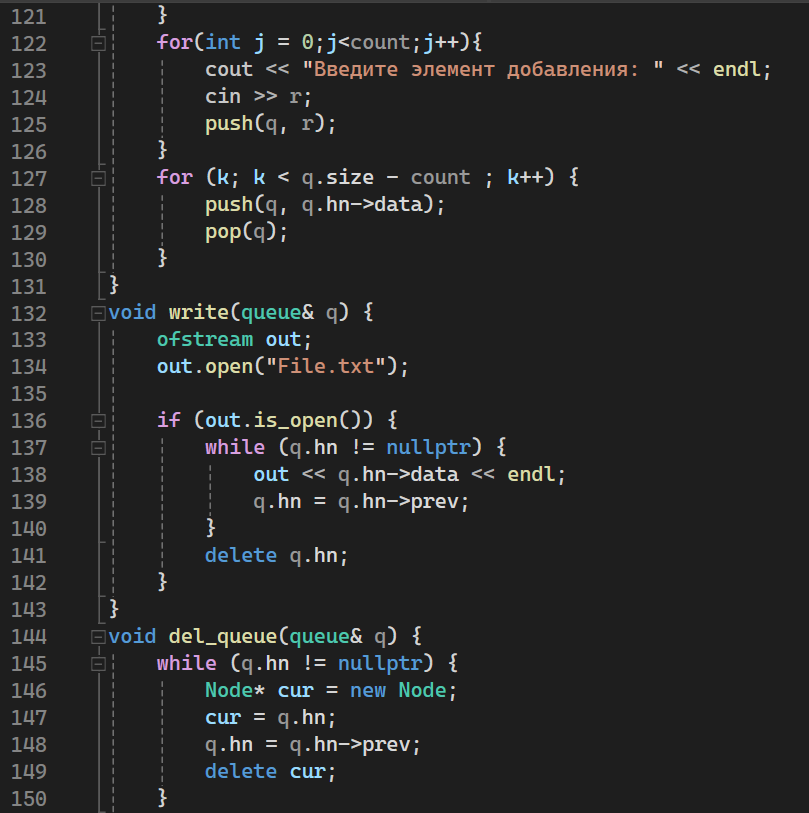 121 }
122 for(int j = 0;j<count;j++){
123 cout << "Введите элемент добавления: " << endl;
124 cin >> r;
125 push(q, r);
126 }
127 for (k; k < q.size - count ; k++) {
128 push(q, q.hn->data);
129 pop(q);
130 }
131 }
132 void write(queue& q) {
133 ofstream out;
134 out.open("File.txt");
135
136 if (out.is_open()) {
137 while (q.hn != nullptr) {
138 out << q.hn->data << endl;
139 q.hn = q.hn->prev;
140 }
141 delete q.hn;
142 }
143 }
144 void del_queue(queue& q) {
145 while (q.hn != nullptr) {
146 Node* cur = new Node;
147 cur = q.hn;
148 q.hn = q.hn->prev;
149 delete cur;
150 }